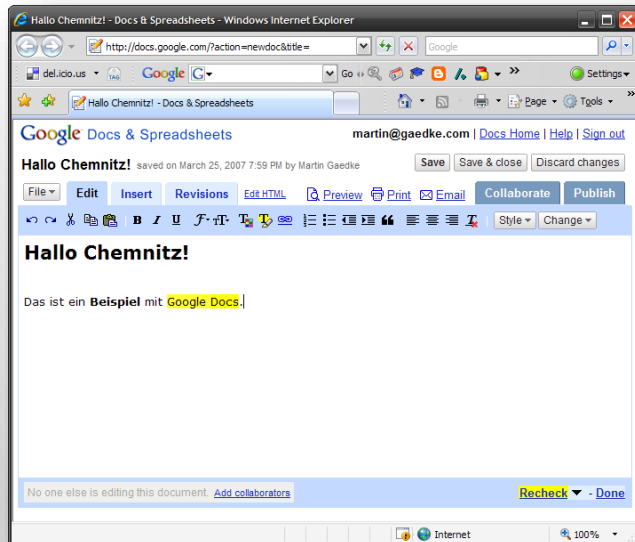 Hallo Chemnitz! - Docs & Spreadsheets - Windows Internet Explorer
http://docs.google.com/?action=newdoc&title= Google
del.icio.us TAG Google G Go Settings
Hallo Chemnitz! - Docs & Spreadsheets Page Tools
Google Docs & Spreadsheets martin@gaedke.com | Docs Home | Help | Sign out
Hallo Chemnitz! saved on March 25, 2007 7:59 PM by Martin Gaedke Save Save & close Discard changes
File Edit Insert Revisions Edit HTML Preview Print Email Collaborate Publish
B I U F T T Style Change
Hallo Chemnitz!
Das ist ein Beispiel mit Google Docs.
No one else is editing this document. Add collaborators Recheck - Done
Internet 100%